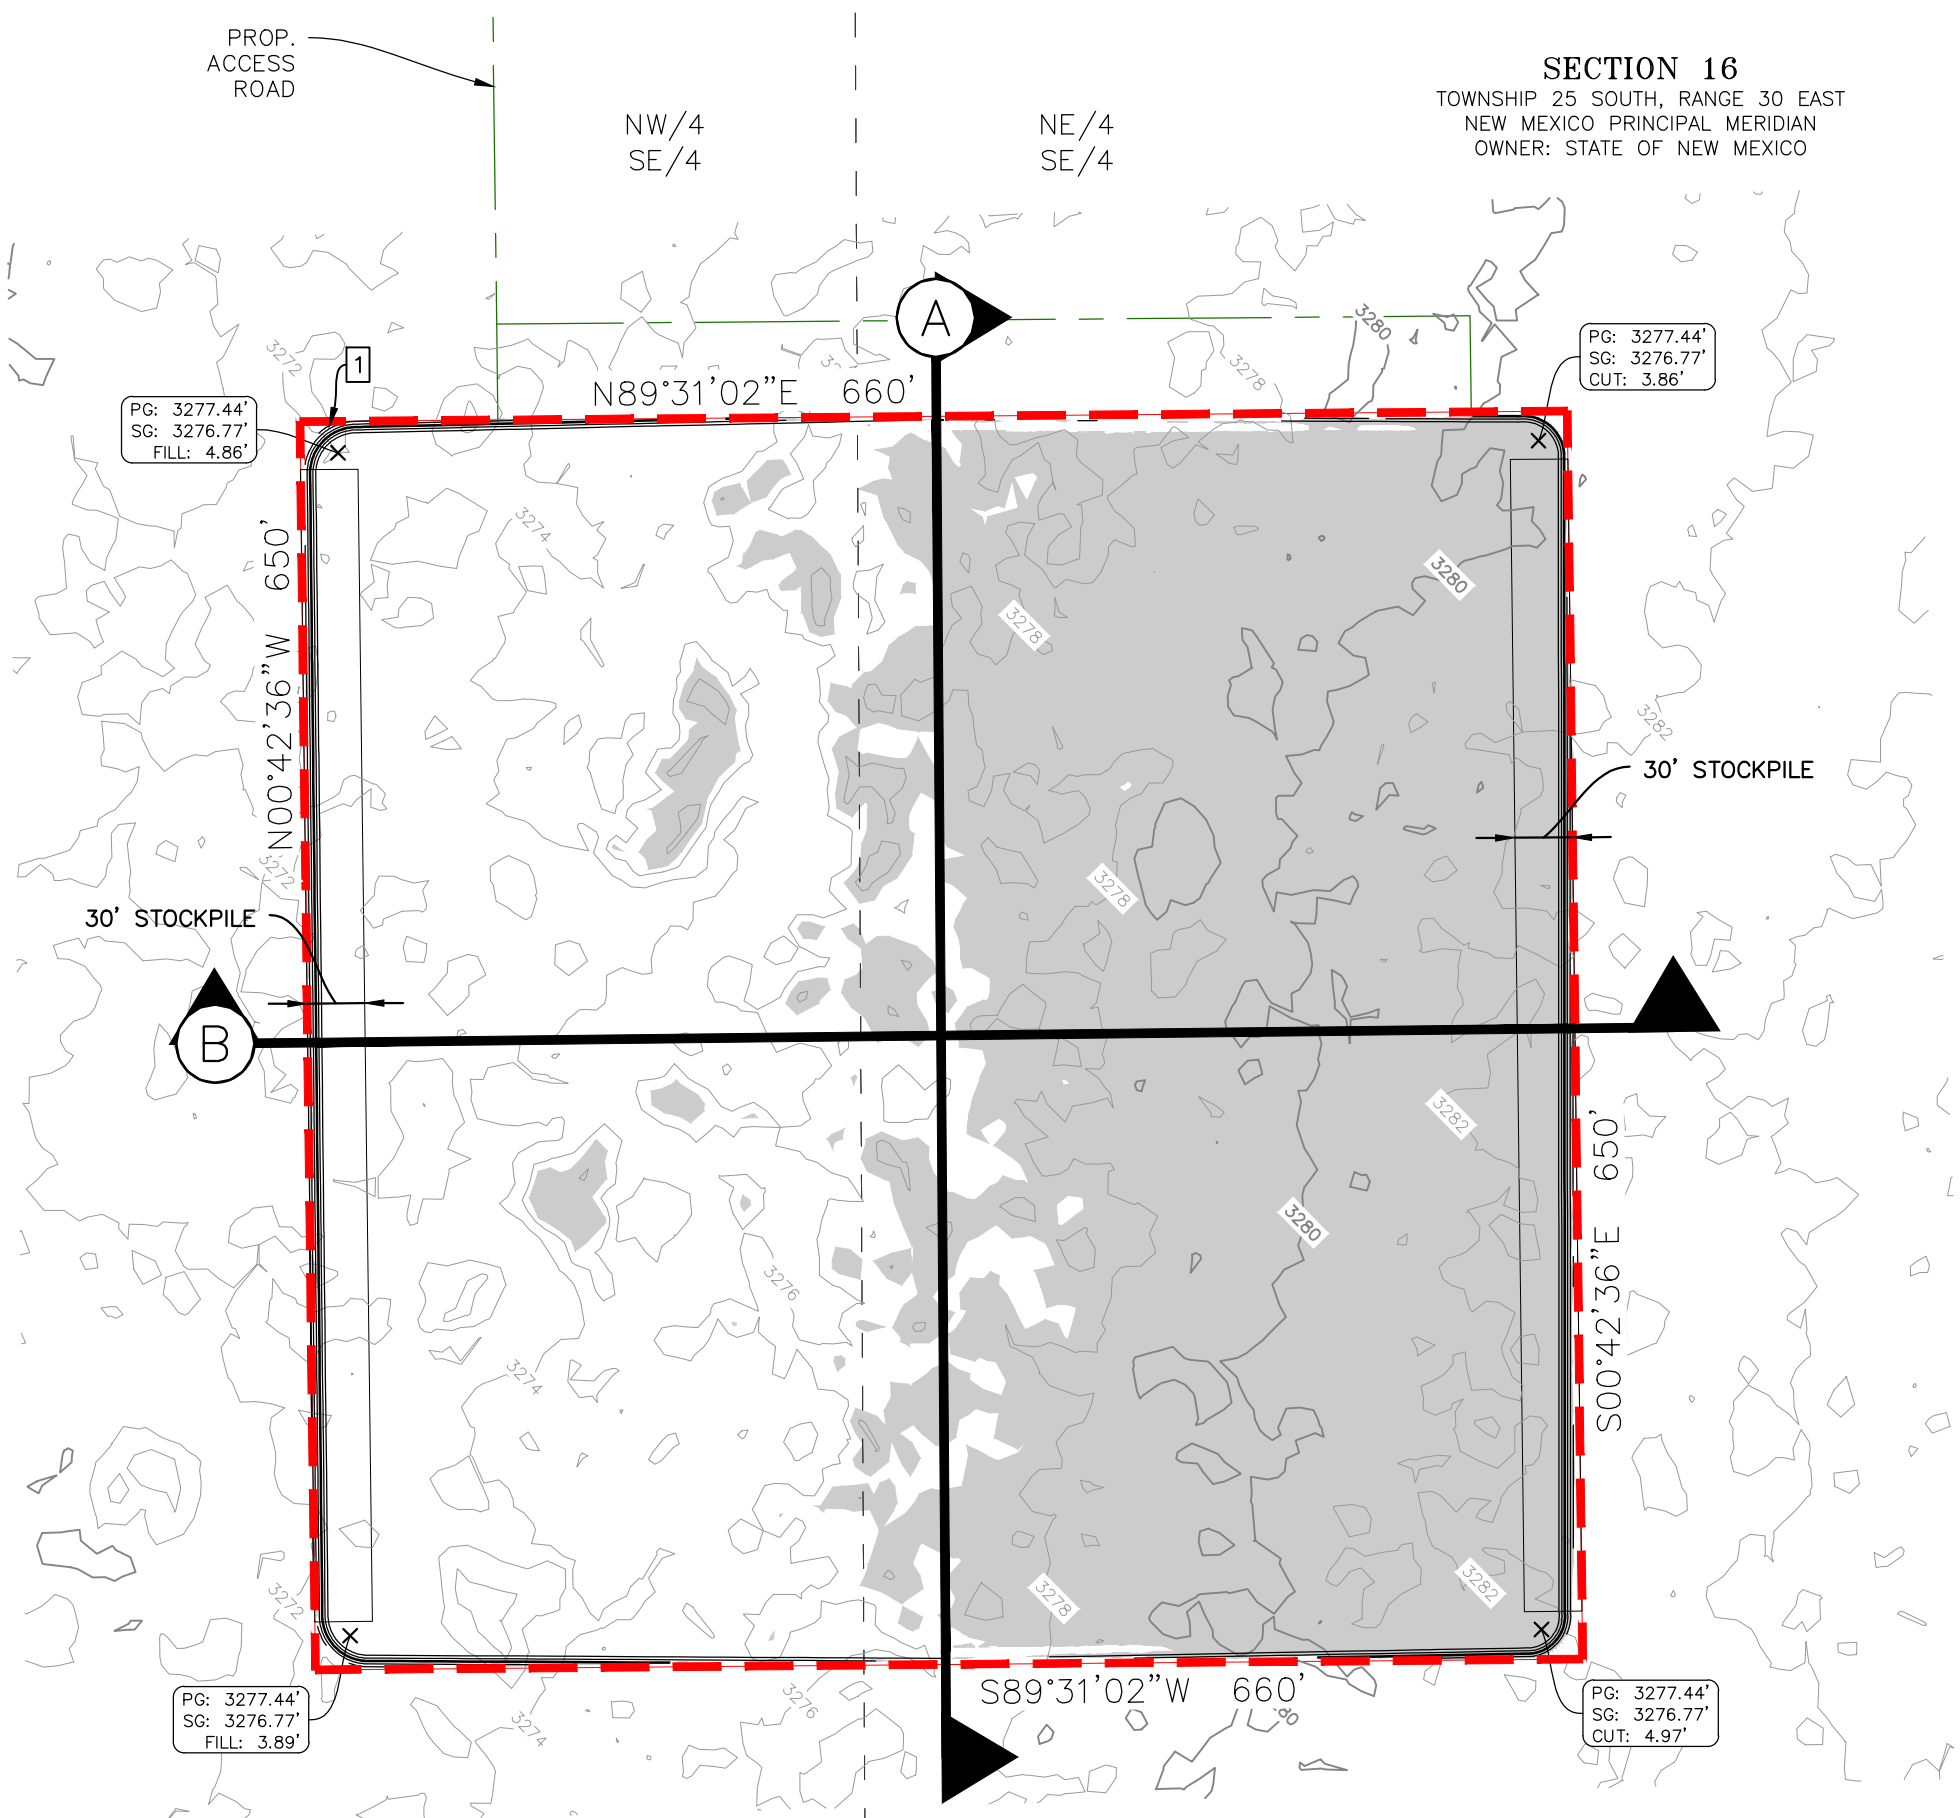 PROP.
ACCESS
ROAD
NW/4
SE/4
NE/4
SE/4
SECTION 16
TOWNSHIP 25 SOUTH, RANGE 30 EAST
NEW MEXICO PRINCIPAL MERIDIAN
OWNER: STATE OF NEW MEXICO
A
3280
PG: 3277.44'
SG: 3276.77'
CUT: 3.86'
3272
1
3278
N89°31'02"E 660'
PG: 3277.44'
SG: 3276.77'
FILL: 4.86'
3274
N00°42'36"W 650'
3280
3278
3282
30' STOCKPILE
3272
3278
30' STOCKPILE
B
3282
S00°42'36"E 650'
3280
3276
3274
3272
3278
3282
S89°31'02"W 660'
PG: 3277.44'
SG: 3276.77'
FILL: 3.89'
3274
3276
80
PG: 3277.44'
SG: 3276.77'
CUT: 4.97'